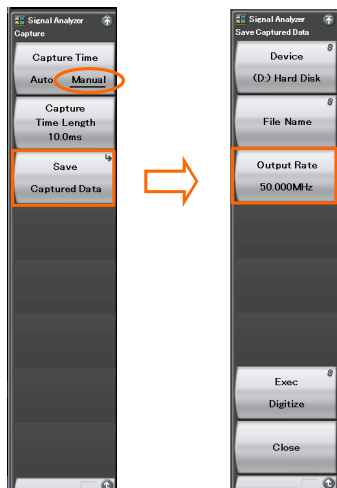 Signal Analyzer
Capture
Capture Time
Auto Manual
Capture
Time Length
10.0ms
Save
Captured Data
Signal Analyzer
Save Captured Data
Device
(D:) Hard Disk
File Name
Output Rate
50.000MHz
Exec
Digitize
Close